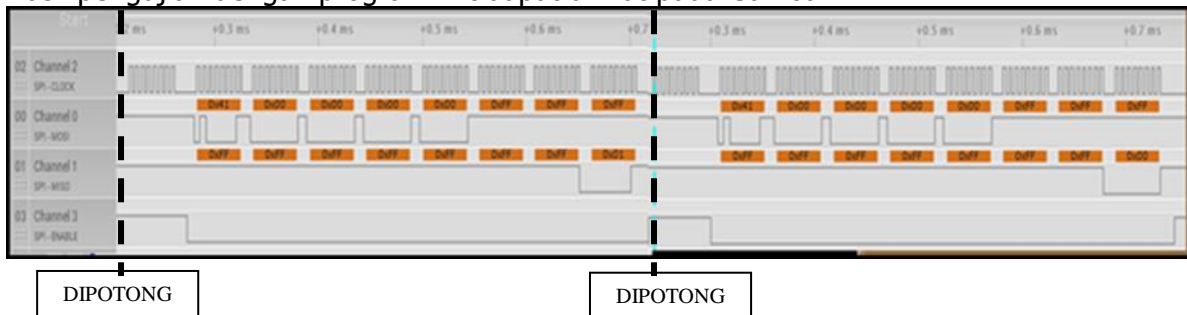 Start
2 ms +0.3 ms +0.4 ms +0.5 ms +0.6 ms +0.7 +0.3 ms +0.4 ms +0.5 ms +0.6 ms +0.7 ms
02 Channel 2
SPI - CLOCK
0x41 0x00 0x00 0x00 0x00 0xFF 0xFF 0xFF 0x41 0x00 0x00 0x00 0x00 0xFF 0xFF 0xFF
00 Channel 0
SPI - MOSI
0xFF 0xFF 0xFF 0xFF 0xFF 0xFF 0xFF 0x01 0xFF 0xFF 0xFF 0xFF 0xFF 0xFF 0xFF 0x00
01 Channel 1
SPI - MISO
03 Channel 3
SPI - ENABLE
DIPOTONG DIPOTONG